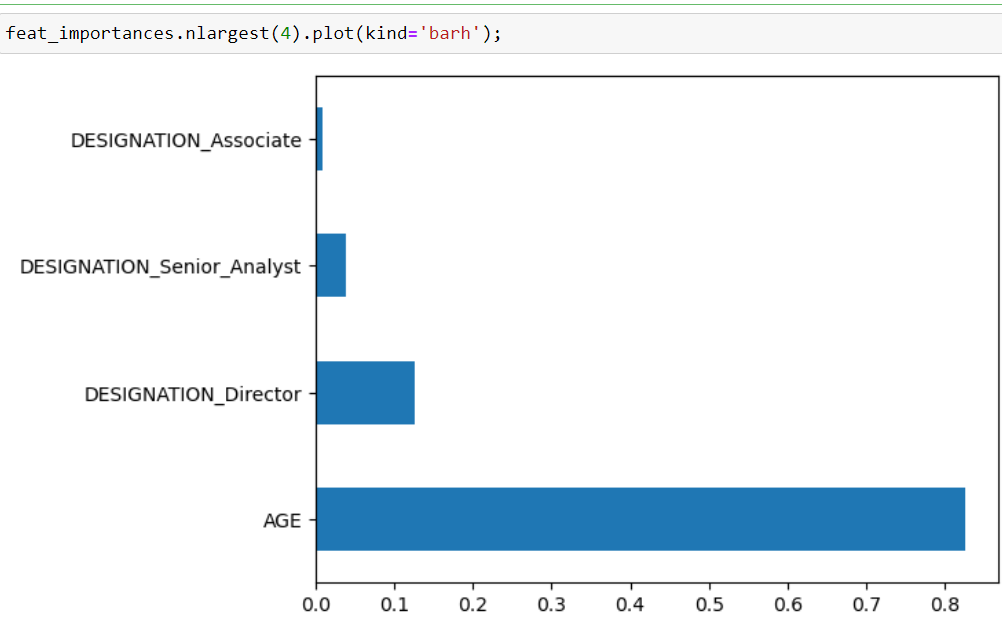 feat_importances.nlargest(4).plot(kind='barh');
DESIGNATION_Associate
DESIGNATION_Senior_Analyst
DESIGNATION_Director
AGE
0.0 0.1 0.2 0.3 0.4 0.5 0.6 0.7 0.8